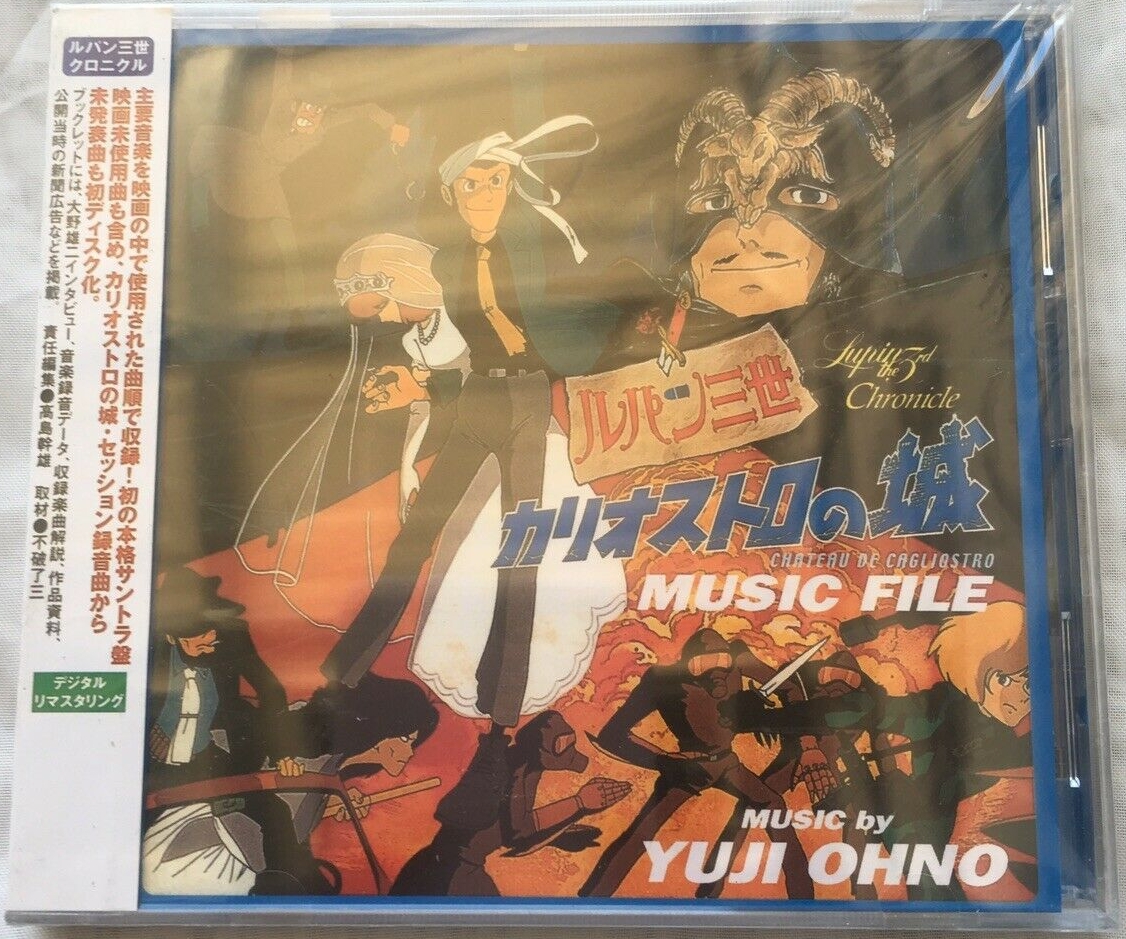 ルパン三世
クロニクル
主要音楽を映画の中で使用された曲順で収録！初の本格サントラ盤
映画未使用曲も含め、カリオストロの城・セッション録音曲から
未発表曲も初ディスク化。
ブックレットには、大野雄二インタビュー、音楽録音データ、収録楽曲解説、作品資料、
公開当時の新聞広告などを掲載。 責任編集●高島幹雄 取材●不破了三
デジタル
リマスタリング
ルパン三世
Lupin the 3rd
Chronicle
カリオストロの城
CHATEAU DE CAGLIOSTRO
MUSIC FILE
MUSIC by
YUJI OHNO